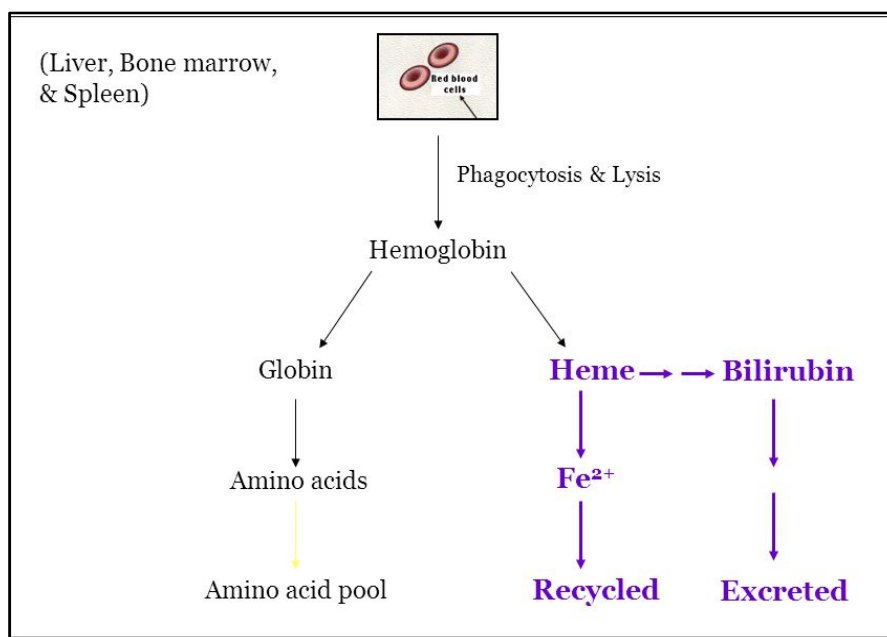 (Liver, Bone marrow,
& Spleen)
Red blood
cells
Phagocytosis & Lysis
Hemoglobin
Globin
Heme
Bilirubin
Amino acids
Fe²⁺
Amino acid pool
Recycled
Excreted